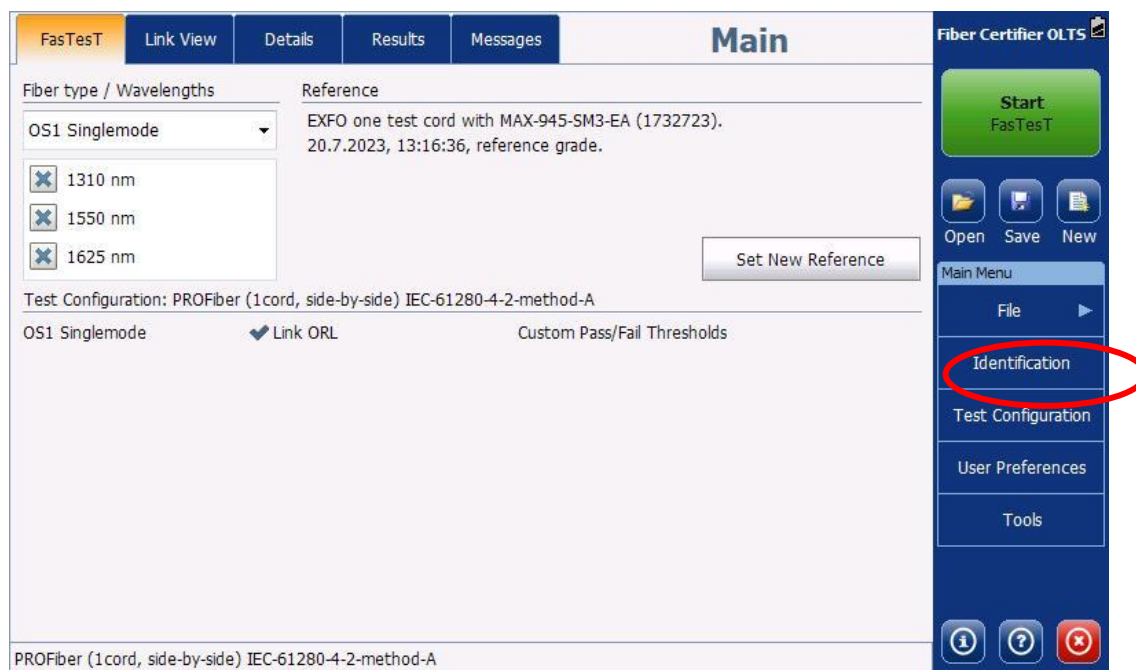 FasTesT Link View Details Results Messages Main
Fiber type / Wavelengths
OS1 Singlemode
1310 nm
1550 nm
1625 nm
Reference
EXFO one test cord with MAX-945-SM3-EA (1732723).
20.7.2023, 13:16:36, reference grade.
Set New Reference
Test Configuration: PROFiber (1cord, side-by-side) IEC-61280-4-2-method-A
OS1 Singlemode Link ORL Custom Pass/Fail Thresholds
PROFiber (1cord, side-by-side) IEC-61280-4-2-method-A
Fiber Certifier OLTS
Start
FasTesT
Open Save New
Main Menu
File
Identification
Test Configuration
User Preferences
Tools